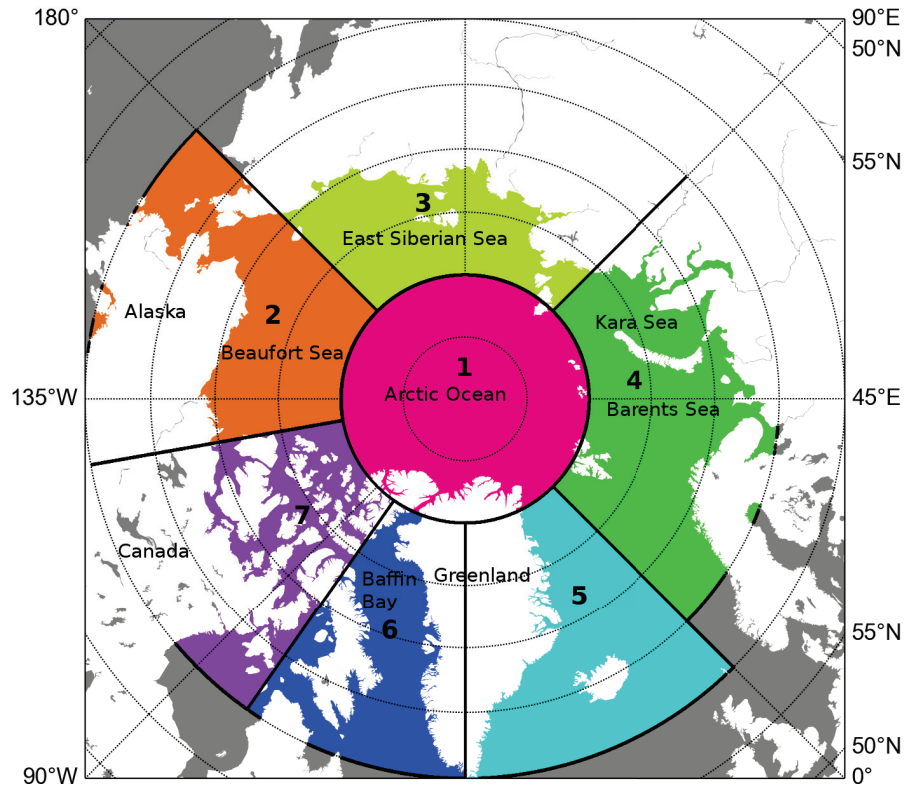 180°
90°E
50°N
55°N
3
East Siberian Sea
Alaska
2
Beaufort Sea
Kara Sea
1
Arctic Ocean
4
Barents Sea
135°W
45°E
7
Canada
Baffin
Bay
6
Greenland
5
55°N
50°N
90°W
0°